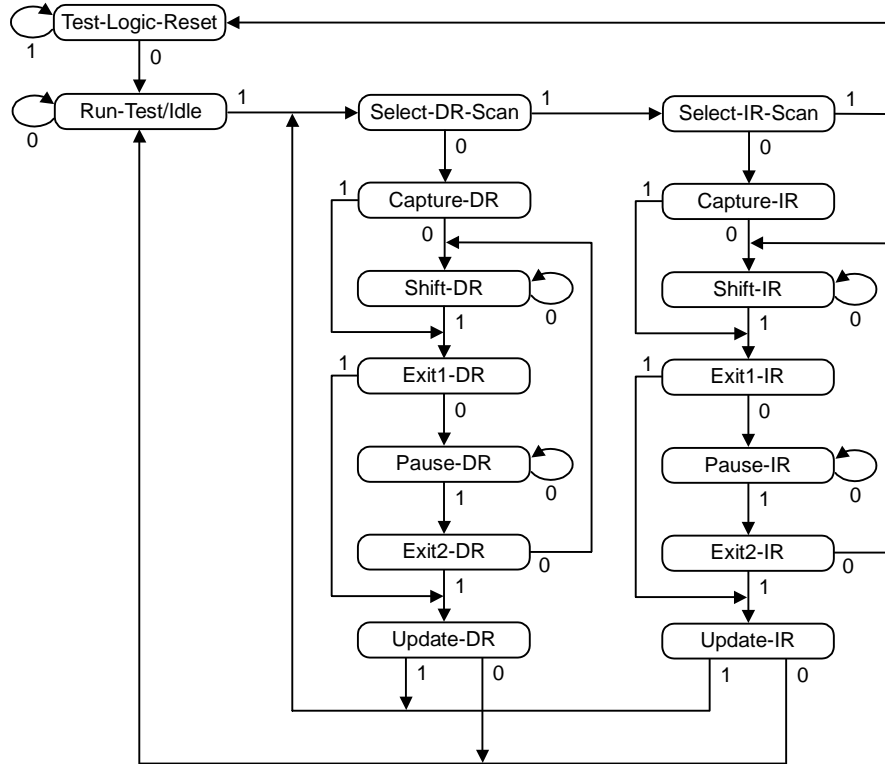 Test-Logic-Reset
1
0
Run-Test/Idle
1
Select-DR-Scan
1
Select-IR-Scan
1
0
0
0
1
Capture-DR
1
Capture-IR
0
0
Shift-DR
Shift-IR
1
0
1
0
1
Exit1-DR
1
Exit1-IR
0
0
Pause-DR
Pause-IR
1
0
1
0
Exit2-DR
0
Exit2-IR
0
1
1
Update-DR
Update-IR
1
0
1
0